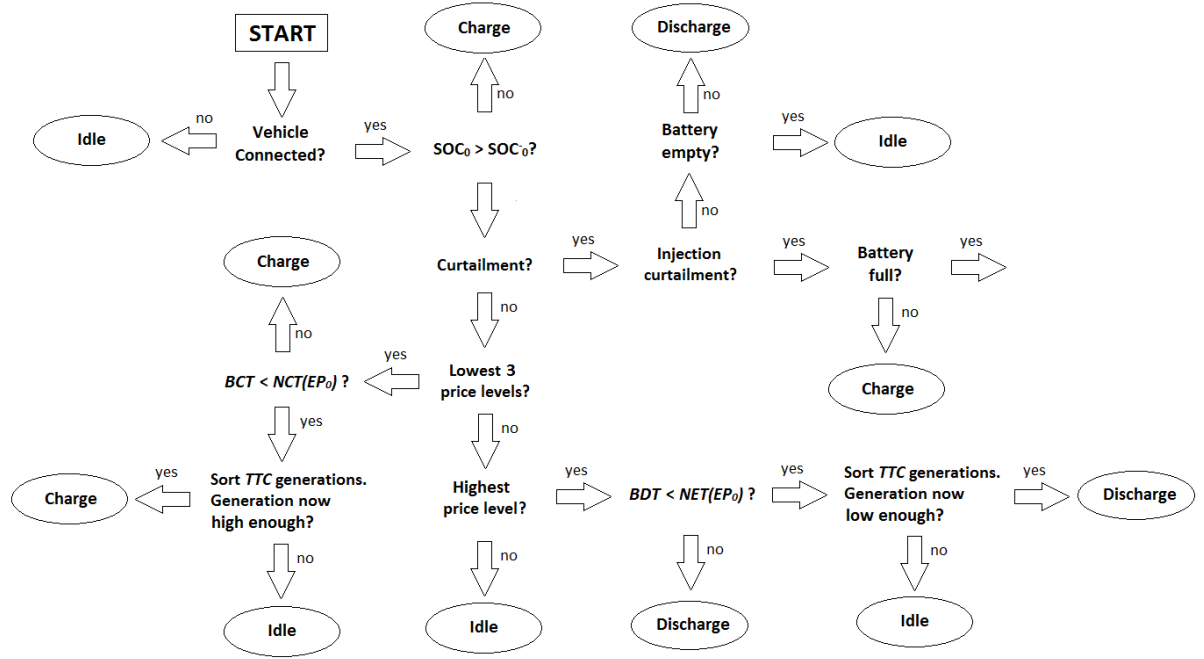 START
Charge
Discharge
no
no
no
yes
yes
Idle
Vehicle
Connected?
SOC₀ > SOC⁻₀?
Battery
empty?
Idle
no
yes
yes
Charge
Curtailment?
Injection
curtailment?
Battery
full?
yes
no
no
no
yes
BCT < NCT(EP₀) ?
Lowest 3
price levels?
Charge
yes
no
yes
yes
yes
yes
Charge
Sort TTC generations.
Generation now
high enough?
Highest
price level?
BDT < NET(EP₀) ?
Sort TTC generations.
Generation now
low enough?
Discharge
no
no
no
no
Idle
Idle
Discharge
Idle